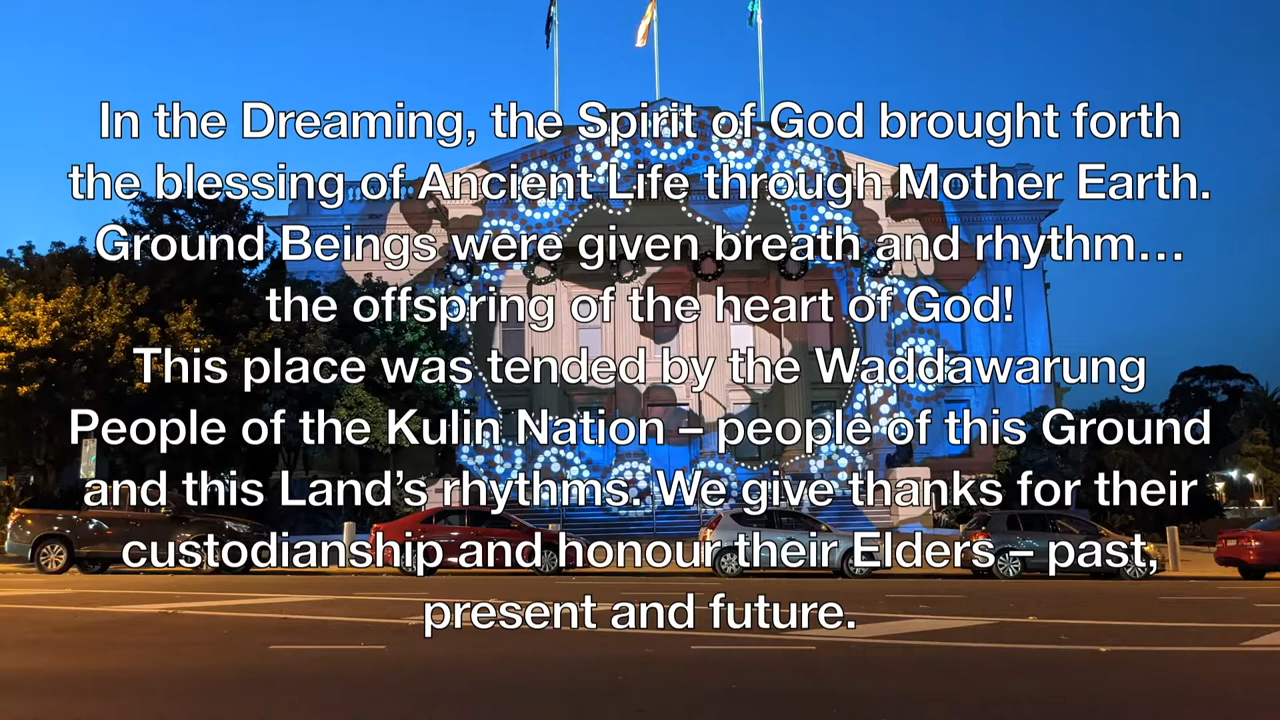 In the Dreaming, the Spirit of God brought forth
the blessing of Ancient Life through Mother Earth.
Ground Beings were given breath and rhythm…
the offspring of the heart of God!
This place was tended by the Waddawarung
People of the Kulin Nation – people of this Ground
and this Land’s rhythms. We give thanks for their
custodianship and honour their Elders – past,
present and future.